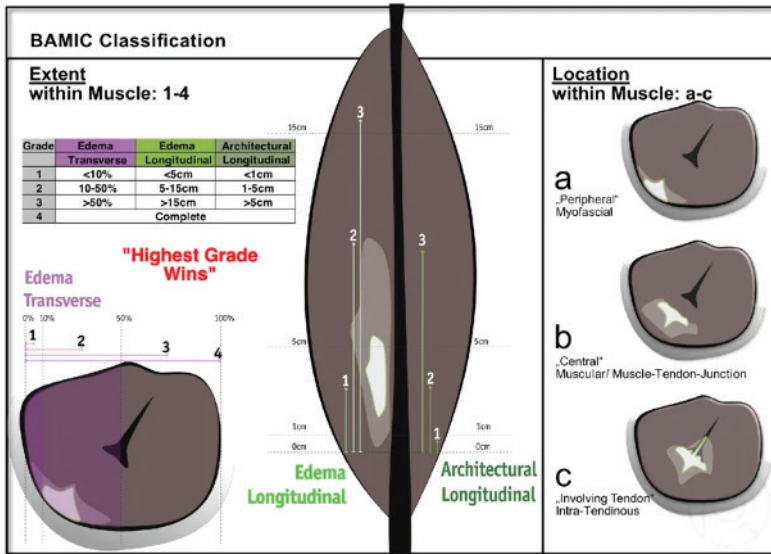 BAMIC Classification
Extent
within Muscle: 1-4
Grade Edema Edema Architectural
Transverse Longitudinal Longitudinal
1 <10% <5cm <1cm
2 10-50% 5-15cm 1-5cm
3 >50% >15cm >5cm
4 Complete
"Highest Grade
Wins"
Edema
Transverse
0% 10% 50% 100%
1
2
3
4
3
15cm 15cm
2
3
5cm 5cm
1
2
1cm 1cm
1
0cm 0cm
Edema
Longitudinal
Architectural
Longitudinal
Location
within Muscle: a-c
a
„Peripheral"
Myofascial
b
„Central"
Muscular/ Muscle-Tendon-Junction
c
„Involving Tendon"
Intra-Tendinous